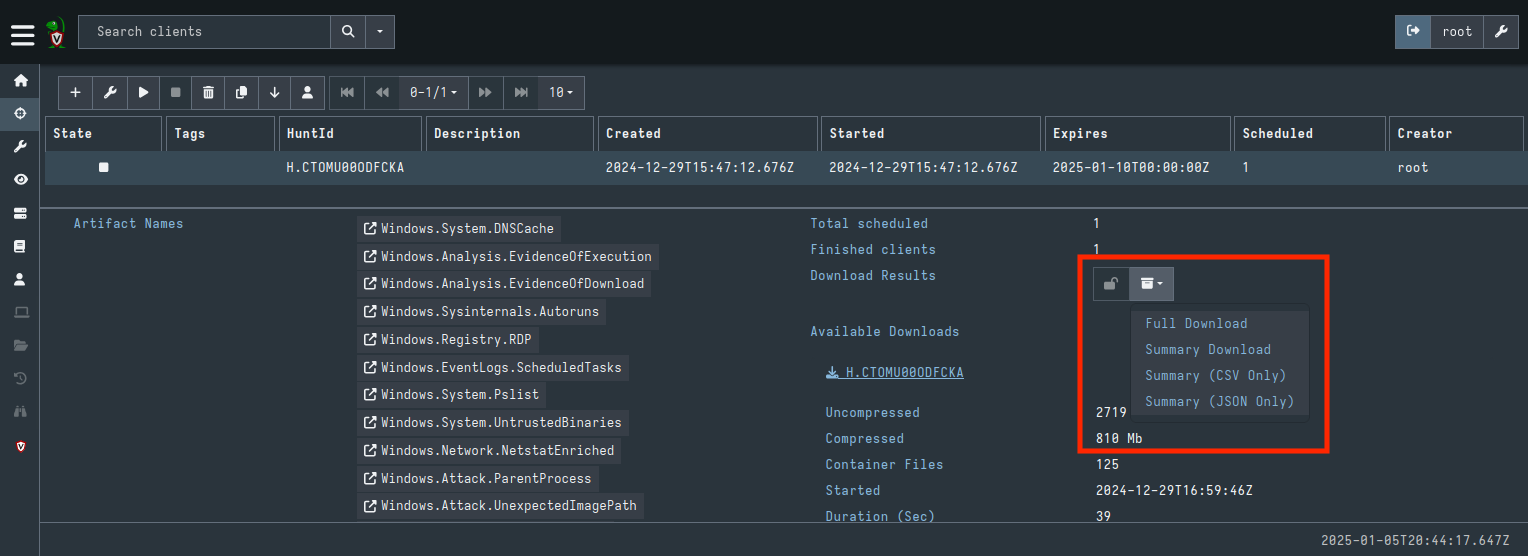 Search clients
root
0-1/1
10
State Tags HuntId Description Created Started Expires Scheduled Creator
H.CTOMU00ODFCKA 2024-12-29T15:47:12.676Z 2024-12-29T15:47:12.676Z 2025-01-10T00:00:00Z 1 root
Artifact Names
Windows.System.DNSCache
Windows.Analysis.EvidenceOfExecution
Windows.Analysis.EvidenceOfDownload
Windows.Sysinternals.Autoruns
Windows.Registry.RDP
Windows.EventLogs.ScheduledTasks
Windows.System.Pslist
Windows.System.UntrustedBinaries
Windows.Network.NetstatEnriched
Windows.Attack.ParentProcess
Windows.Attack.UnexpectedImagePath
Total scheduled 1
Finished clients 1
Download Results
Full Download
Summary Download
Summary (CSV Only)
Summary (JSON Only)
Available Downloads
H.CTOMU00ODFCKA
Uncompressed 2719
Compressed 810 Mb
Container Files 125
Started 2024-12-29T16:59:46Z
Duration (Sec) 39
2025-01-05T20:44:17.647Z